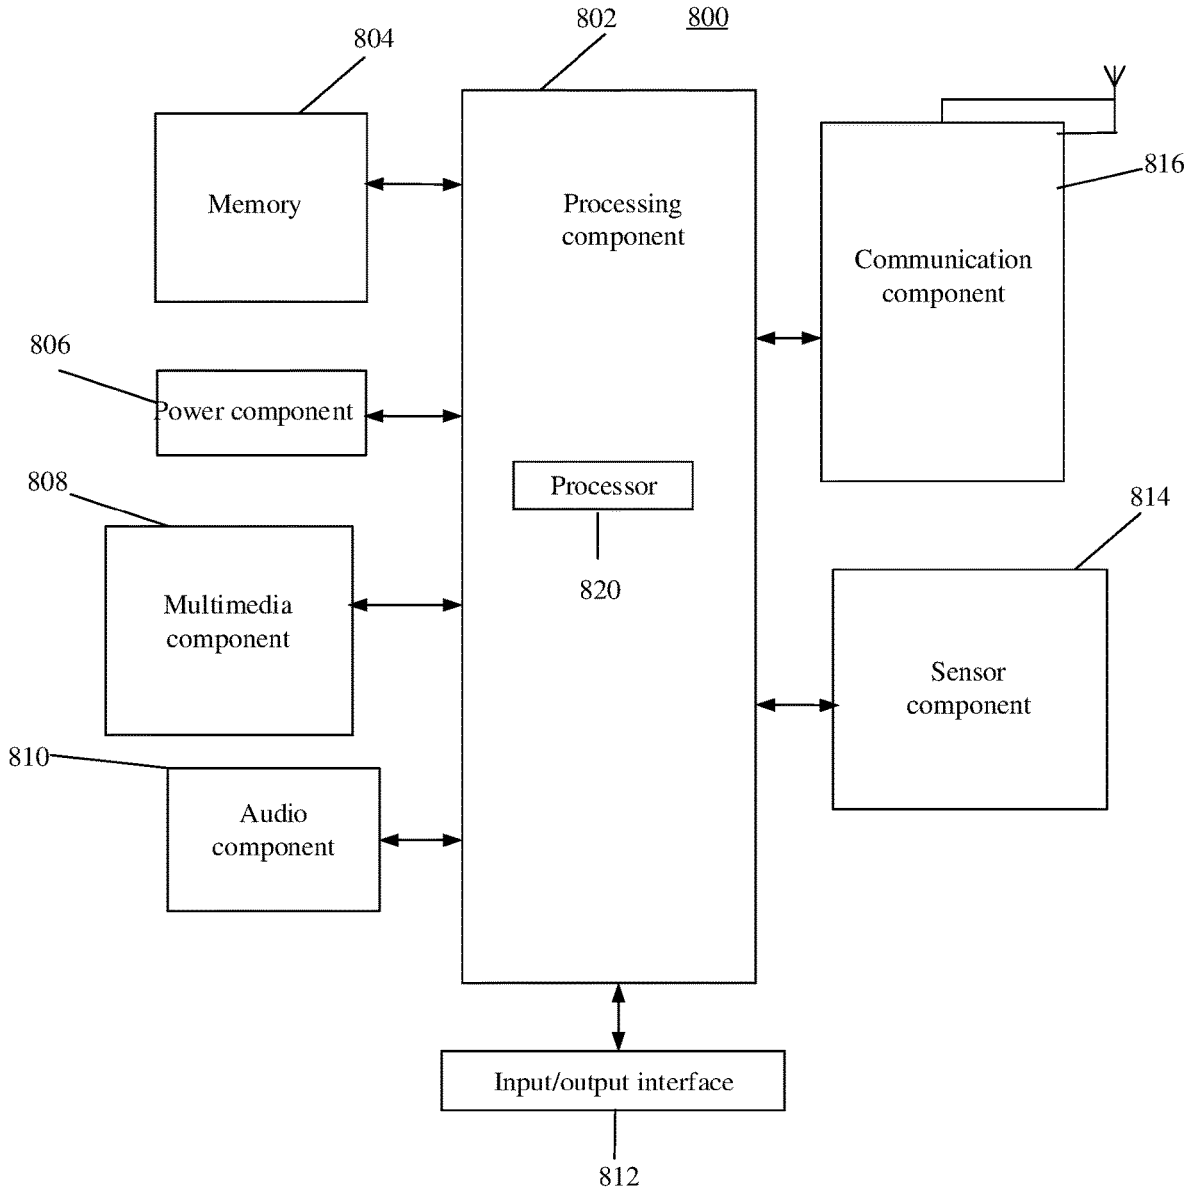 802
800
804
816
Memory
Processing
component
Communication
component
806
Power component
808
Processor
814
820
Multimedia
component
Sensor
component
810
Audio
component
Input/output interface
812